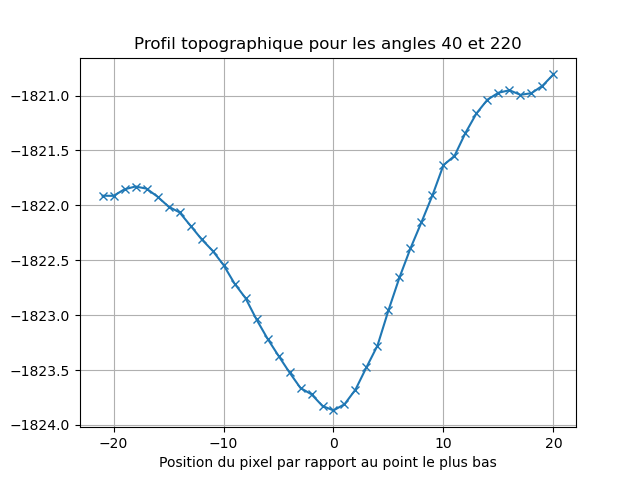 Profil topographique pour les angles 40 et 220
−1821.0
−1821.5
−1822.0
−1822.5
−1823.0
−1823.5
−1824.0
−20 −10 0 10 20
Position du pixel par rapport au point le plus bas